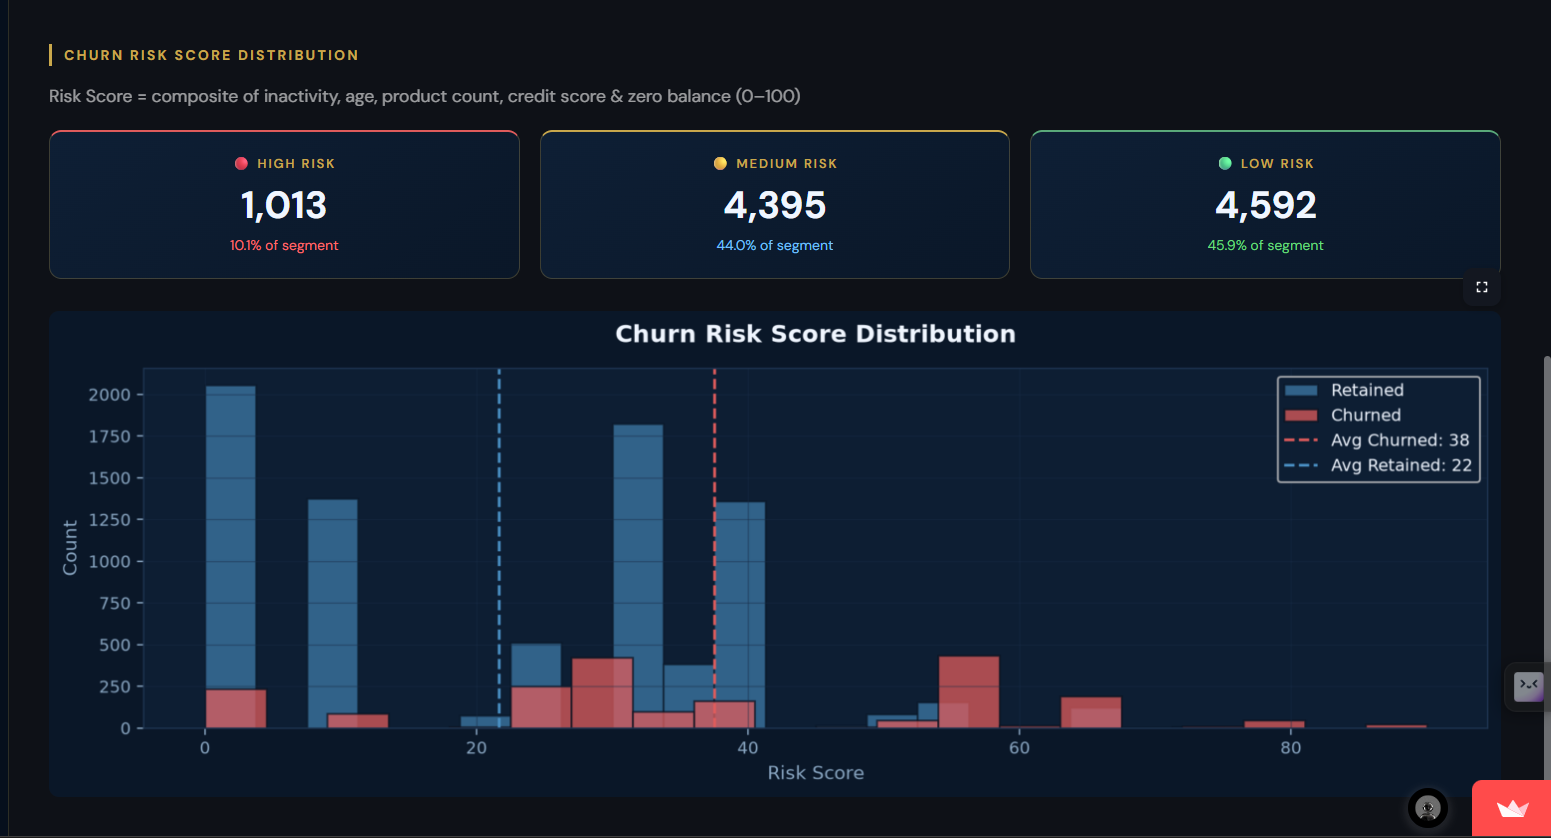 CHURN RISK SCORE DISTRIBUTION
Risk Score = composite of inactivity, age, product count, credit score & zero balance (0–100)
HIGH RISK
1,013
10.1% of segment
MEDIUM RISK
4,395
44.0% of segment
LOW RISK
4,592
45.9% of segment
Churn Risk Score Distribution
Retained
Churned
Avg Churned: 38
Avg Retained: 22
2000
1750
1500
1250
1000
750
500
250
0
Count
0 20 40 60 80
Risk Score